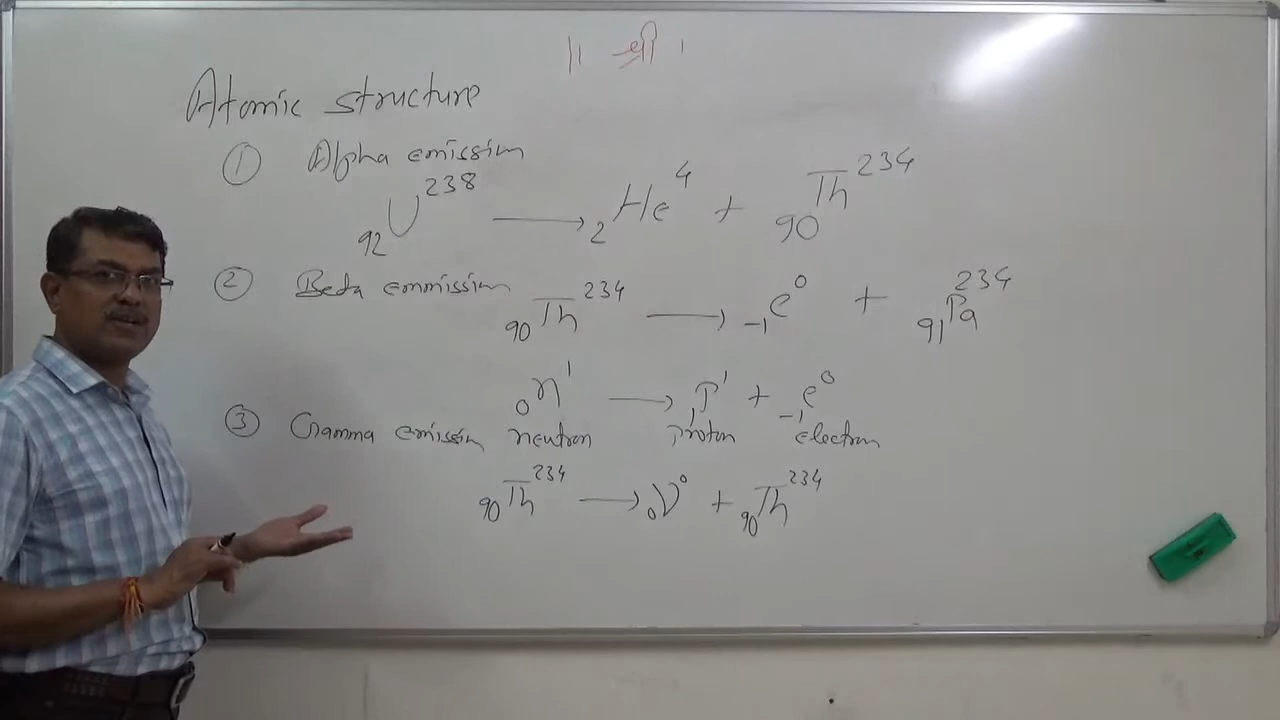 ॥ श्री ।
Atomic structure
① Alpha emission
₉₂U²³⁸ ⟶ ₂He⁴ + ₉₀Th²³⁴
② Beta emmission ₉₀Th²³⁴ ⟶ ₋₁e⁰ + ₉₁Pa²³⁴
₀n¹ ⟶ ₁P¹ + ₋₁e⁰
③ Gamma emission neutron proton electron
₉₀Th²³⁴ ⟶ ₀γ⁰ + ₉₀Th²³⁴